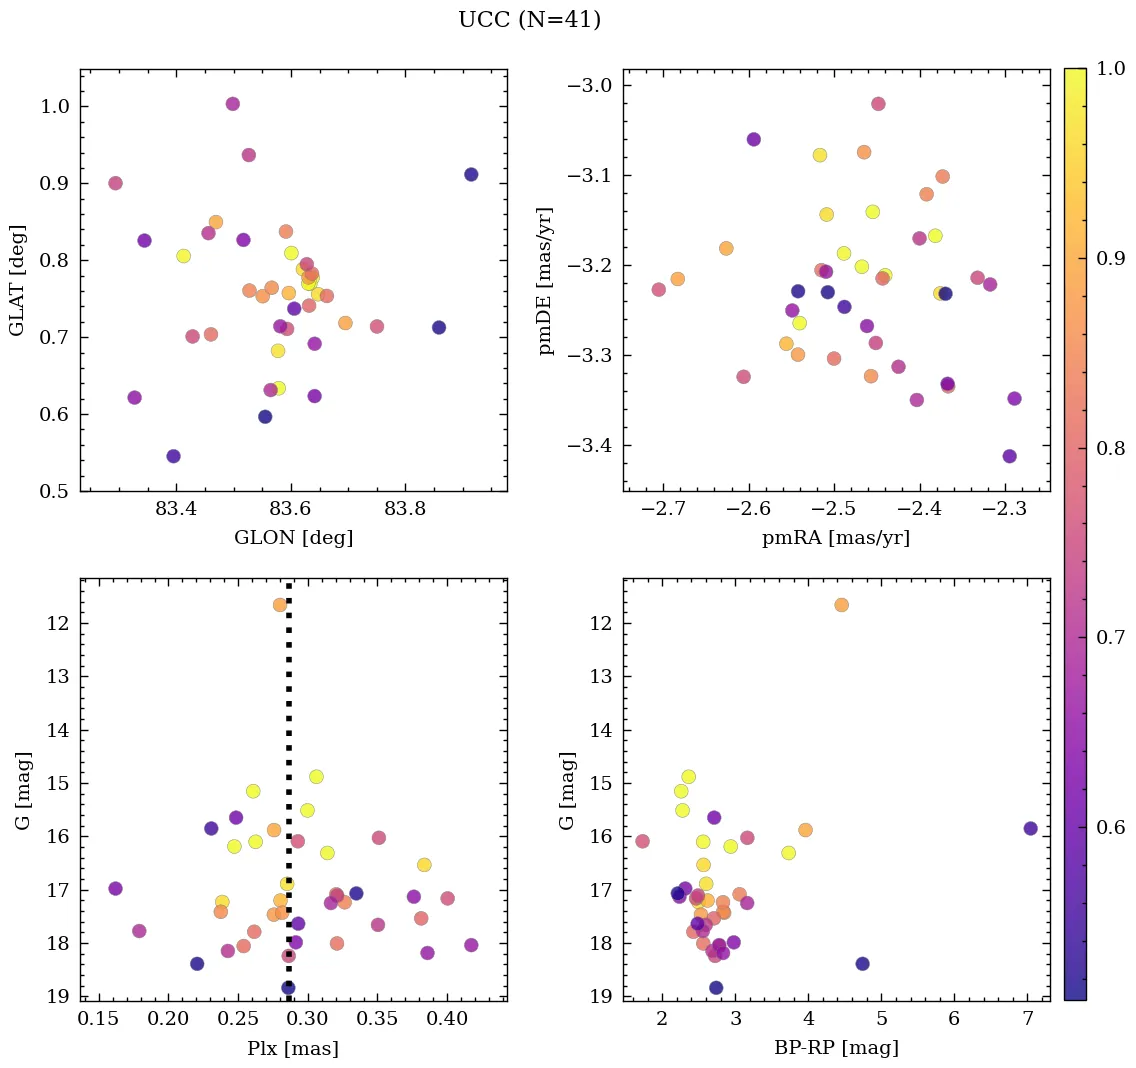 UCC (N=41)
1.0
0.9
0.8
0.7
0.6
0.5
83.4 83.6 83.8
GLON [deg]
GLAT [deg]
−3.0
−3.1
−3.2
−3.3
−3.4
−2.7 −2.6 −2.5 −2.4 −2.3
pmRA [mas/yr]
pmDE [mas/yr]
12
13
14
15
16
17
18
19
0.15 0.20 0.25 0.30 0.35 0.40
Plx [mas]
G [mag]
12
13
14
15
16
17
18
19
2 3 4 5 6 7
BP-RP [mag]
G [mag]
1.0
0.9
0.8
0.7
0.6